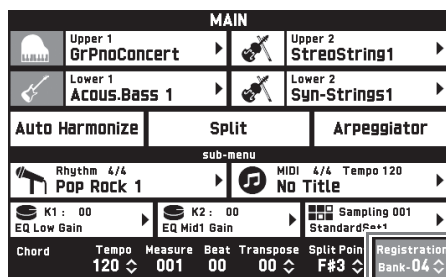 MAIN
Upper 1
GrPnoConcert
Upper 2
StreoString1
Lower 1
Acous.Bass 1
Lower 2
Syn-Strings1
Auto Harmonize Split Arpeggiator
sub-menu
Rhythm 4/4
Pop Rock 1
MIDI 4/4 Tempo 120
No Title
K1: 00
EQ Low Gain
K2: 00
EQ Mid1 Gain
Sampling 001
StandardSet1
Chord Tempo Measure Beat Transpose Split Poin Registration
120 001 00 00 F#3 Bank-04